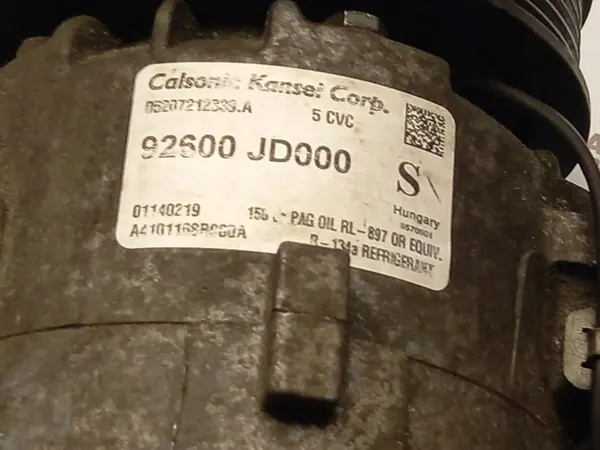 Calsonic Kansei Corp.
5 CVC
92600 JD000
S
Hungary
01140219
PAG OIL RL-897 OR EQUIV.
R-134a REFRIGERANT